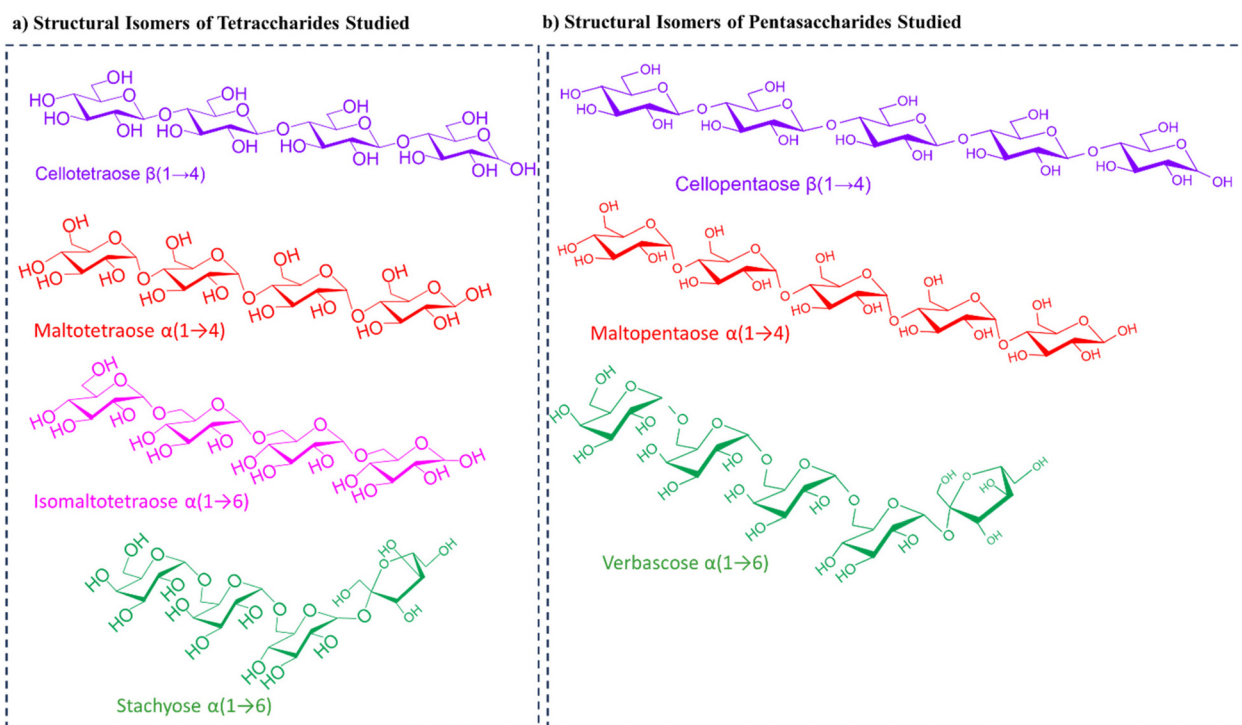 a) Structural Isomers of Tetraccharides Studied
b) Structural Isomers of Pentasaccharides Studied
Cellotetraose β(1→4)
Maltotetraose α(1→4)
Isomaltotetraose α(1→6)
Stachyose α(1→6)
Cellopentaose β(1→4)
Maltopentaose α(1→4)
Verbascose α(1→6)